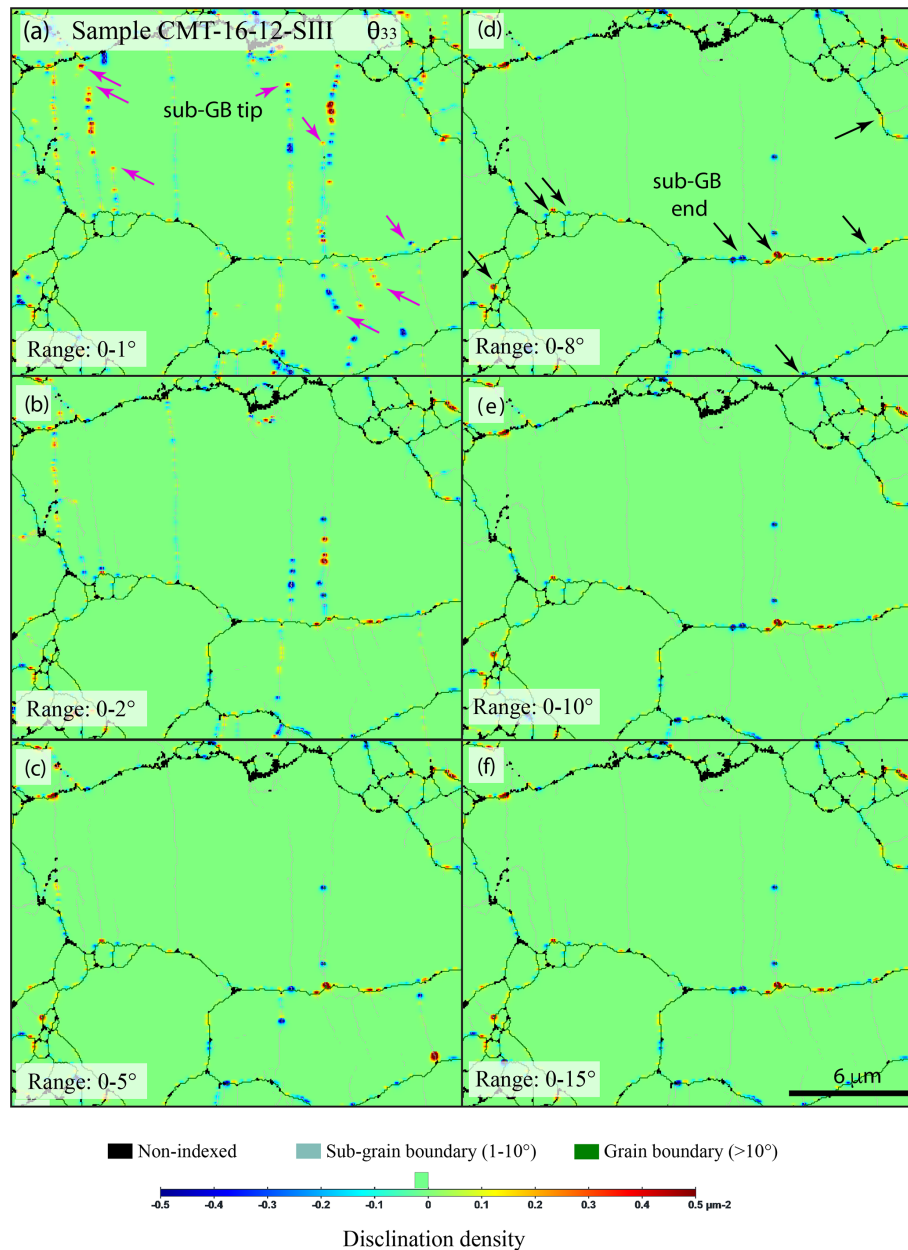 (a) Sample CMT-16-12-SIII θ33
sub-GB tip
Range: 0-1°
(d)
sub-GB
end
Range: 0-8°
(b)
Range: 0-2°
(e)
Range: 0-10°
(c)
Range: 0-5°
(f)
Range: 0-15°
6 µm
Non-indexed
Sub-grain boundary (1-10°)
Grain boundary (>10°)
-0.5 -0.4 -0.3 -0.2 -0.1 0 0.1 0.2 0.3 0.4 0.5 µm-2
Disclination density